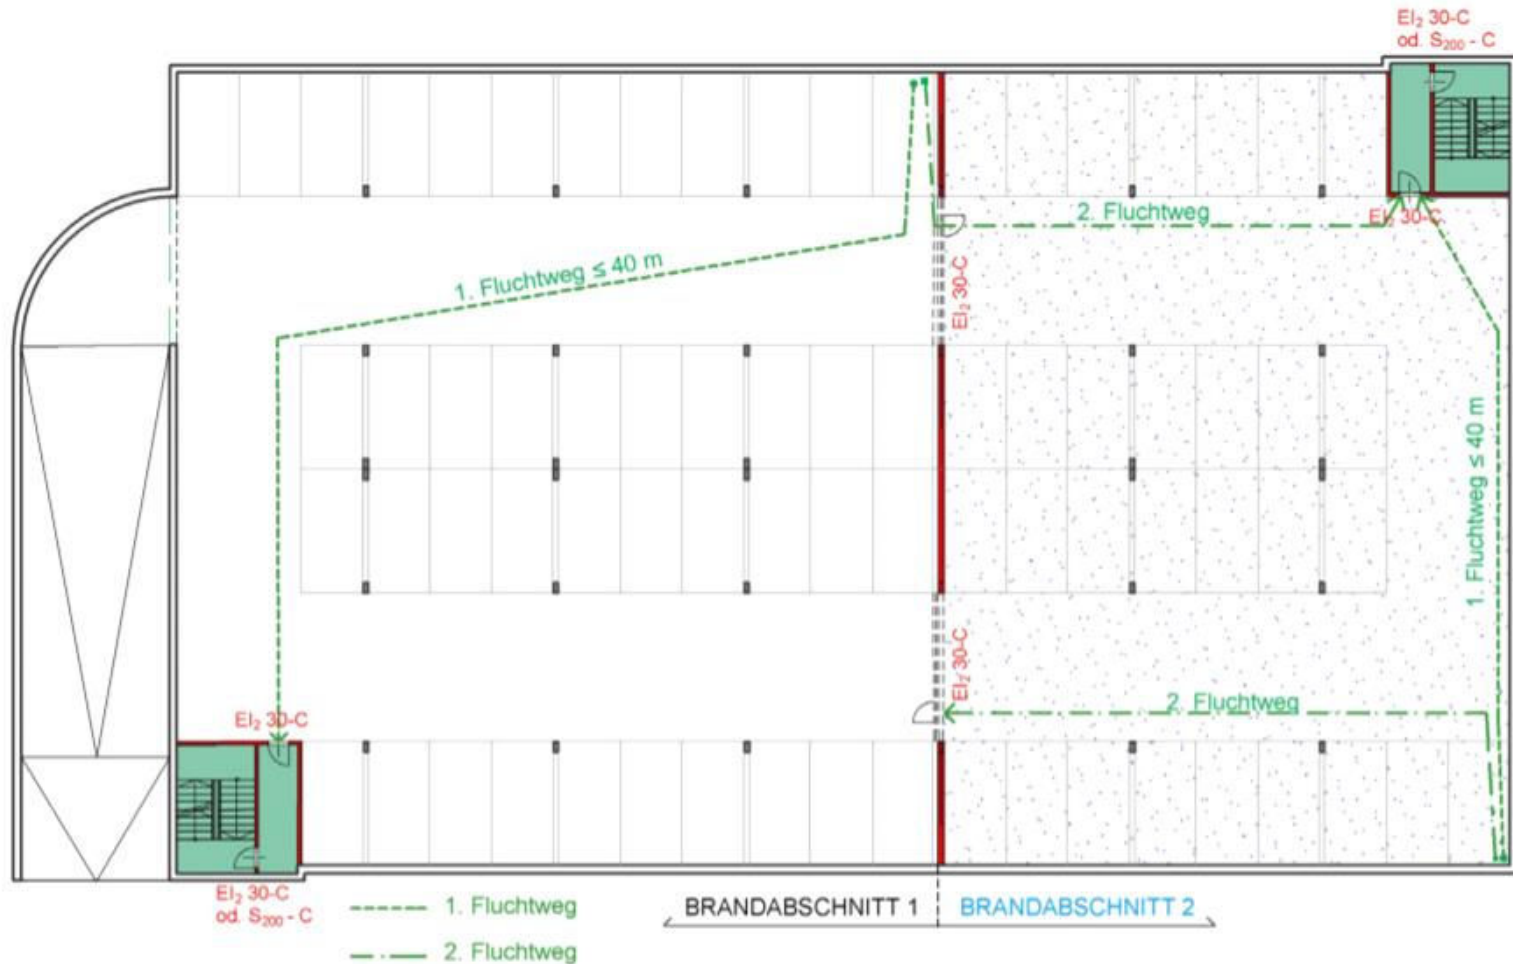 EI₂ 30-C
od. S₂₀₀ - C
2. Fluchtweg
EI₂ 30-C
1. Fluchtweg ≤ 40 m
EI₂ 30-C
1. Fluchtweg ≤ 40 m
EI₂ 30-C
2. Fluchtweg
EI₂ 30-C
EI₂ 30-C
od. S₂₀₀ - C
1. Fluchtweg
2. Fluchtweg
BRANDABSCHNITT 1
BRANDABSCHNITT 2